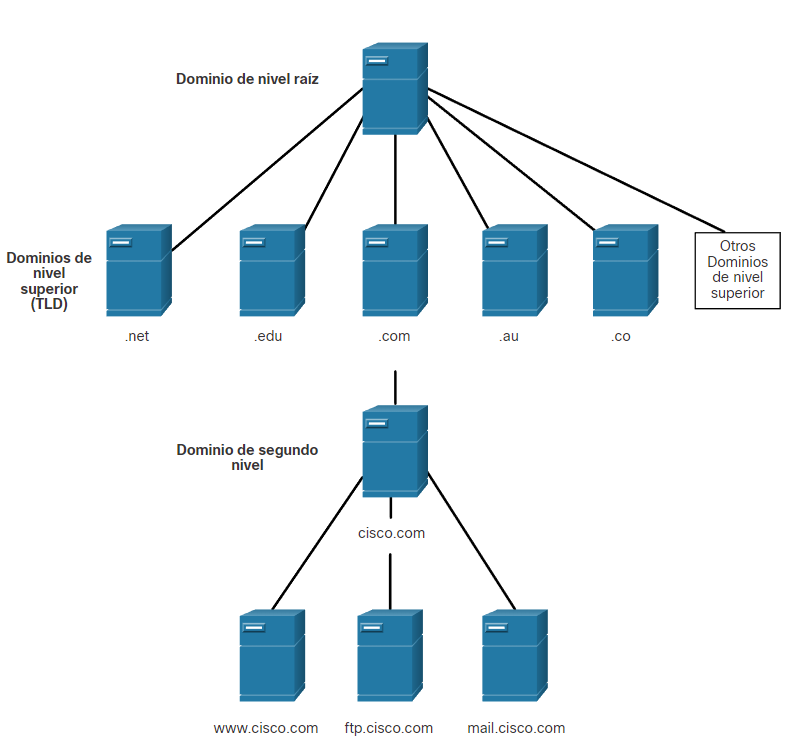 Dominio de nivel raíz
Dominios de
nivel
superior
(TLD)
Otros
Dominios
de nivel
superior
.net
.edu
.com
.au
.co
Dominio de segundo
nivel
cisco.com
www.cisco.com
ftp.cisco.com
mail.cisco.com